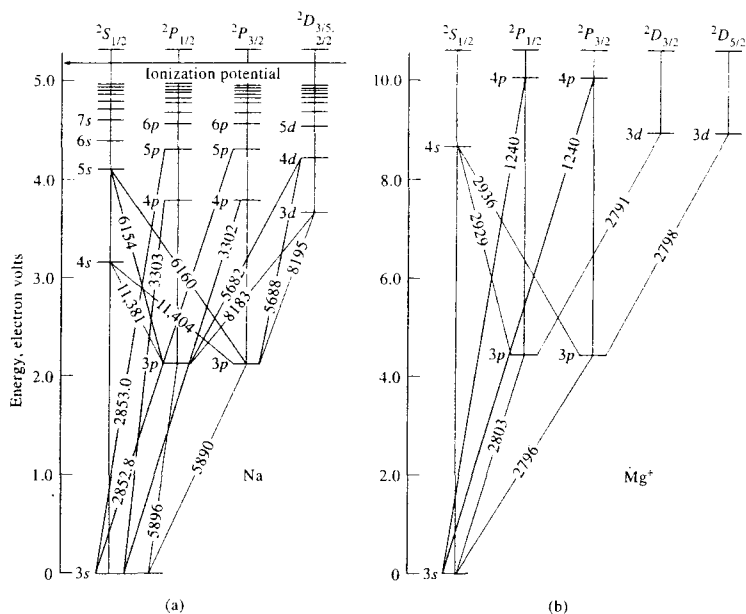 ²S₁/₂ ²P₁/₂ ²P₃/₂ ²D₃/₅, ₂/₂
Ionization potential
5.0
4.0
3.0
2.0
1.0
0
Energy, electron volts
7s
6s
5s
4s
3s
6p
5p
4p
3p
6p
5p
4p
3p
5d
4d
3d
6154
11,381
3303
6160
11,404
3302
5682
8183
5688
8195
2853.0
2852.8
5896
5890
Na
(a)
²S₁/₂ ²P₁/₂ ²P₃/₂ ²D₃/₂ ²D₅/₂
10.0
8.0
6.0
4.0
2.0
0
4s
3s
4p
3p
4p
3p
3d
3d
1240
1240
2936
2929
2791
2798
2803
2796
Mg⁺
(b)